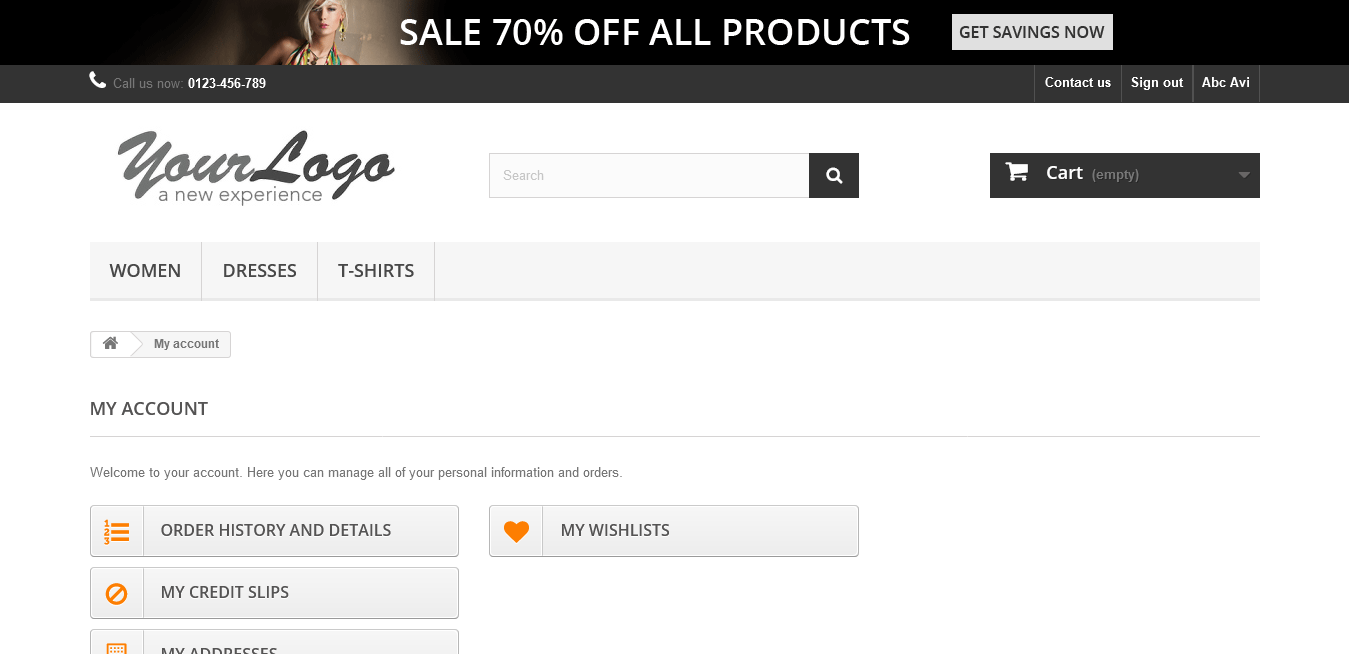 SALE 70% OFF ALL PRODUCTS GET SAVINGS NOW
Call us now: 0123-456-789 Contact us Sign out Abc Avi
YourLogo
a new experience
Search
Cart (empty)
WOMEN DRESSES T-SHIRTS
My account
MY ACCOUNT
Welcome to your account. Here you can manage all of your personal information and orders.
ORDER HISTORY AND DETAILS MY WISHLISTS
MY CREDIT SLIPS
MY ADDRESSES